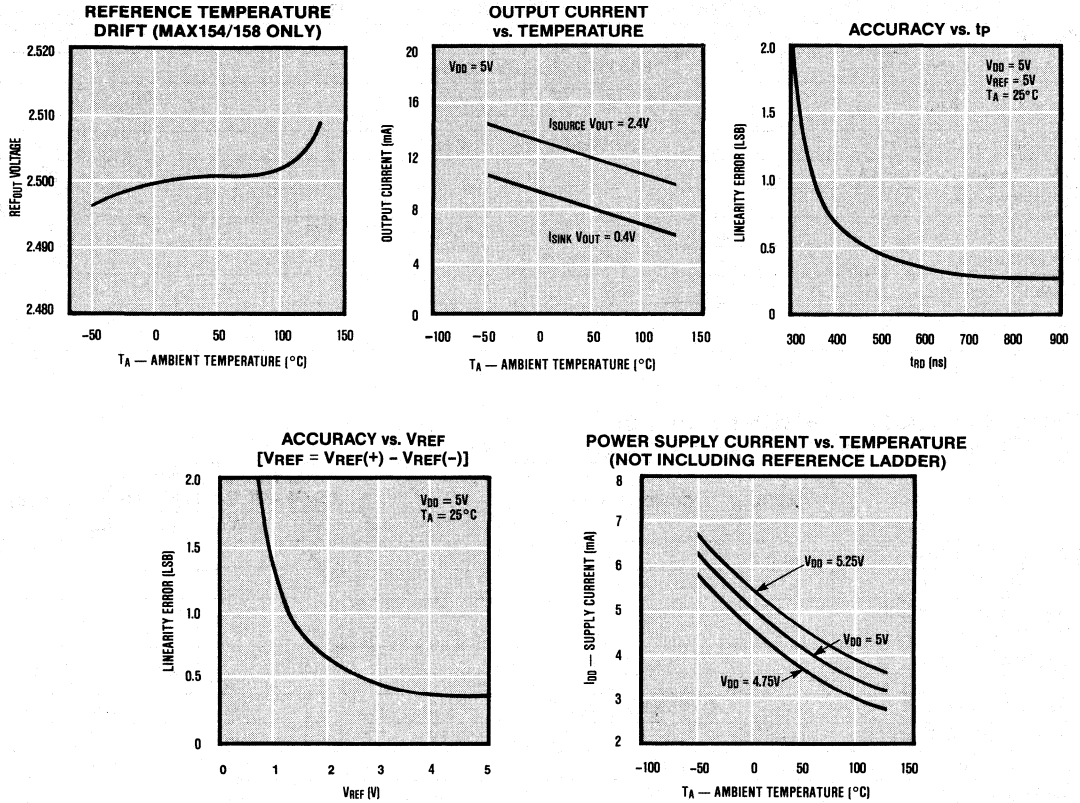 REFERENCE TEMPERATURE
DRIFT (MAX154/158 ONLY)
2.520
2.510
2.500
2.490
2.480
REFOUT VOLTAGE
-50
0
50
100
150
TA — AMBIENT TEMPERATURE (°C)
OUTPUT CURRENT
vs. TEMPERATURE
20
16
12
8
4
0
OUTPUT CURRENT (mA)
VDD = 5V
ISOURCE VOUT = 2.4V
ISINK VOUT = 0.4V
-100
-50
0
50
100
150
TA — AMBIENT TEMPERATURE (°C)
ACCURACY vs. tP
2.0
1.5
1.0
0.5
0
LINEARITY ERROR (LSB)
VDD = 5V
VREF = 5V
TA = 25°C
300
400
500
600
700
800
900
tRD (ns)
ACCURACY vs. VREF
[VREF = VREF(+) – VREF(–)]
2.0
1.5
1.0
0.5
0
LINEARITY ERROR (LSB)
VDD = 5V
TA = 25°C
0
1
2
3
4
5
VREF (V)
POWER SUPPLY CURRENT vs. TEMPERATURE
(NOT INCLUDING REFERENCE LADDER)
8
7
6
5
4
3
2
IDD — SUPPLY CURRENT (mA)
VDD = 5.25V
VDD = 5V
VDD = 4.75V
-100
-50
0
50
100
150
TA — AMBIENT TEMPERATURE (°C)